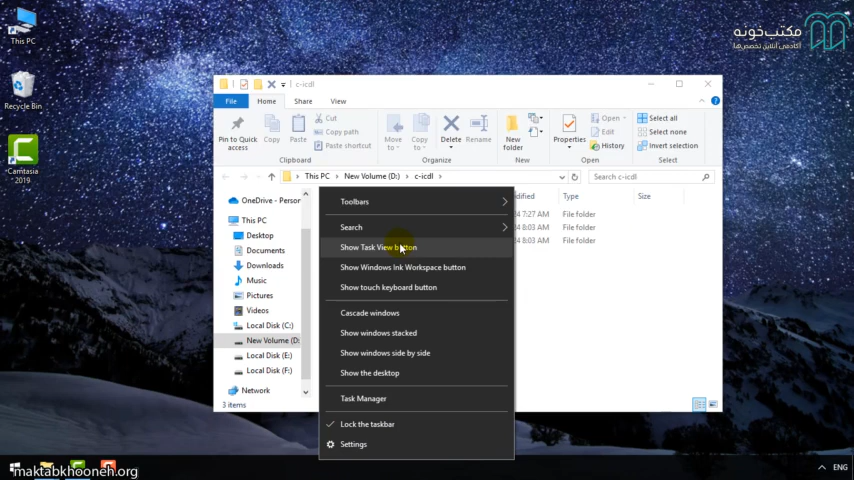 This PC
Recycle Bin
Camtasia
2019
مکتب‌خونه
آکادمی آنلاین تخصص‌ها
c-icdl
File
Home
Share
View
Pin to Quick
access
Copy
Paste
Cut
Copy path
Paste shortcut
Clipboard
Move
to
Copy
to
Delete
Rename
Organize
New
folder
New
Properties
Open
Edit
History
Open
Select all
Select none
Invert selection
Select
This PC > New Volume (D:) > c-icdl >
Search c-icdl
OneDrive - Person
This PC
Desktop
Documents
Downloads
Music
Pictures
Videos
Local Disk (C:)
New Volume (D:
Local Disk (E:)
Local Disk (F:)
Network
3 items
dified
Type
Size
4 7:27 AM File folder
4 8:03 AM File folder
4 8:03 AM File folder
Toolbars
Search
Show Task View button
Show Windows Ink Workspace button
Show touch keyboard button
Cascade windows
Show windows stacked
Show windows side by side
Show the desktop
Task Manager
Lock the taskbar
Settings
maktabkhooneh.org
ENG